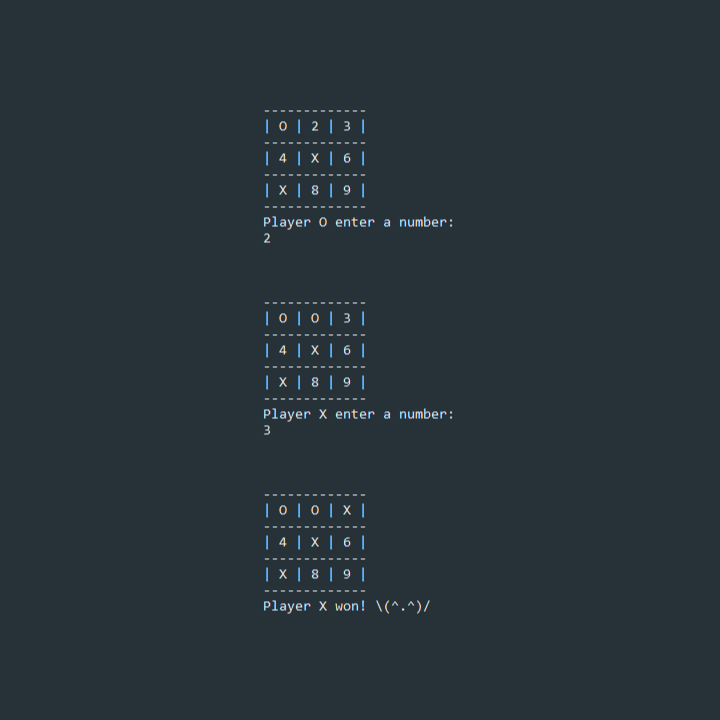 -------------
| O | 2 | 3 |
-------------
| 4 | X | 6 |
-------------
| X | 8 | 9 |
-------------
Player O enter a number:
2
-------------
| O | O | 3 |
-------------
| 4 | X | 6 |
-------------
| X | 8 | 9 |
-------------
Player X enter a number:
3
-------------
| O | O | X |
-------------
| 4 | X | 6 |
-------------
| X | 8 | 9 |
-------------
Player X won! \(^.^)/